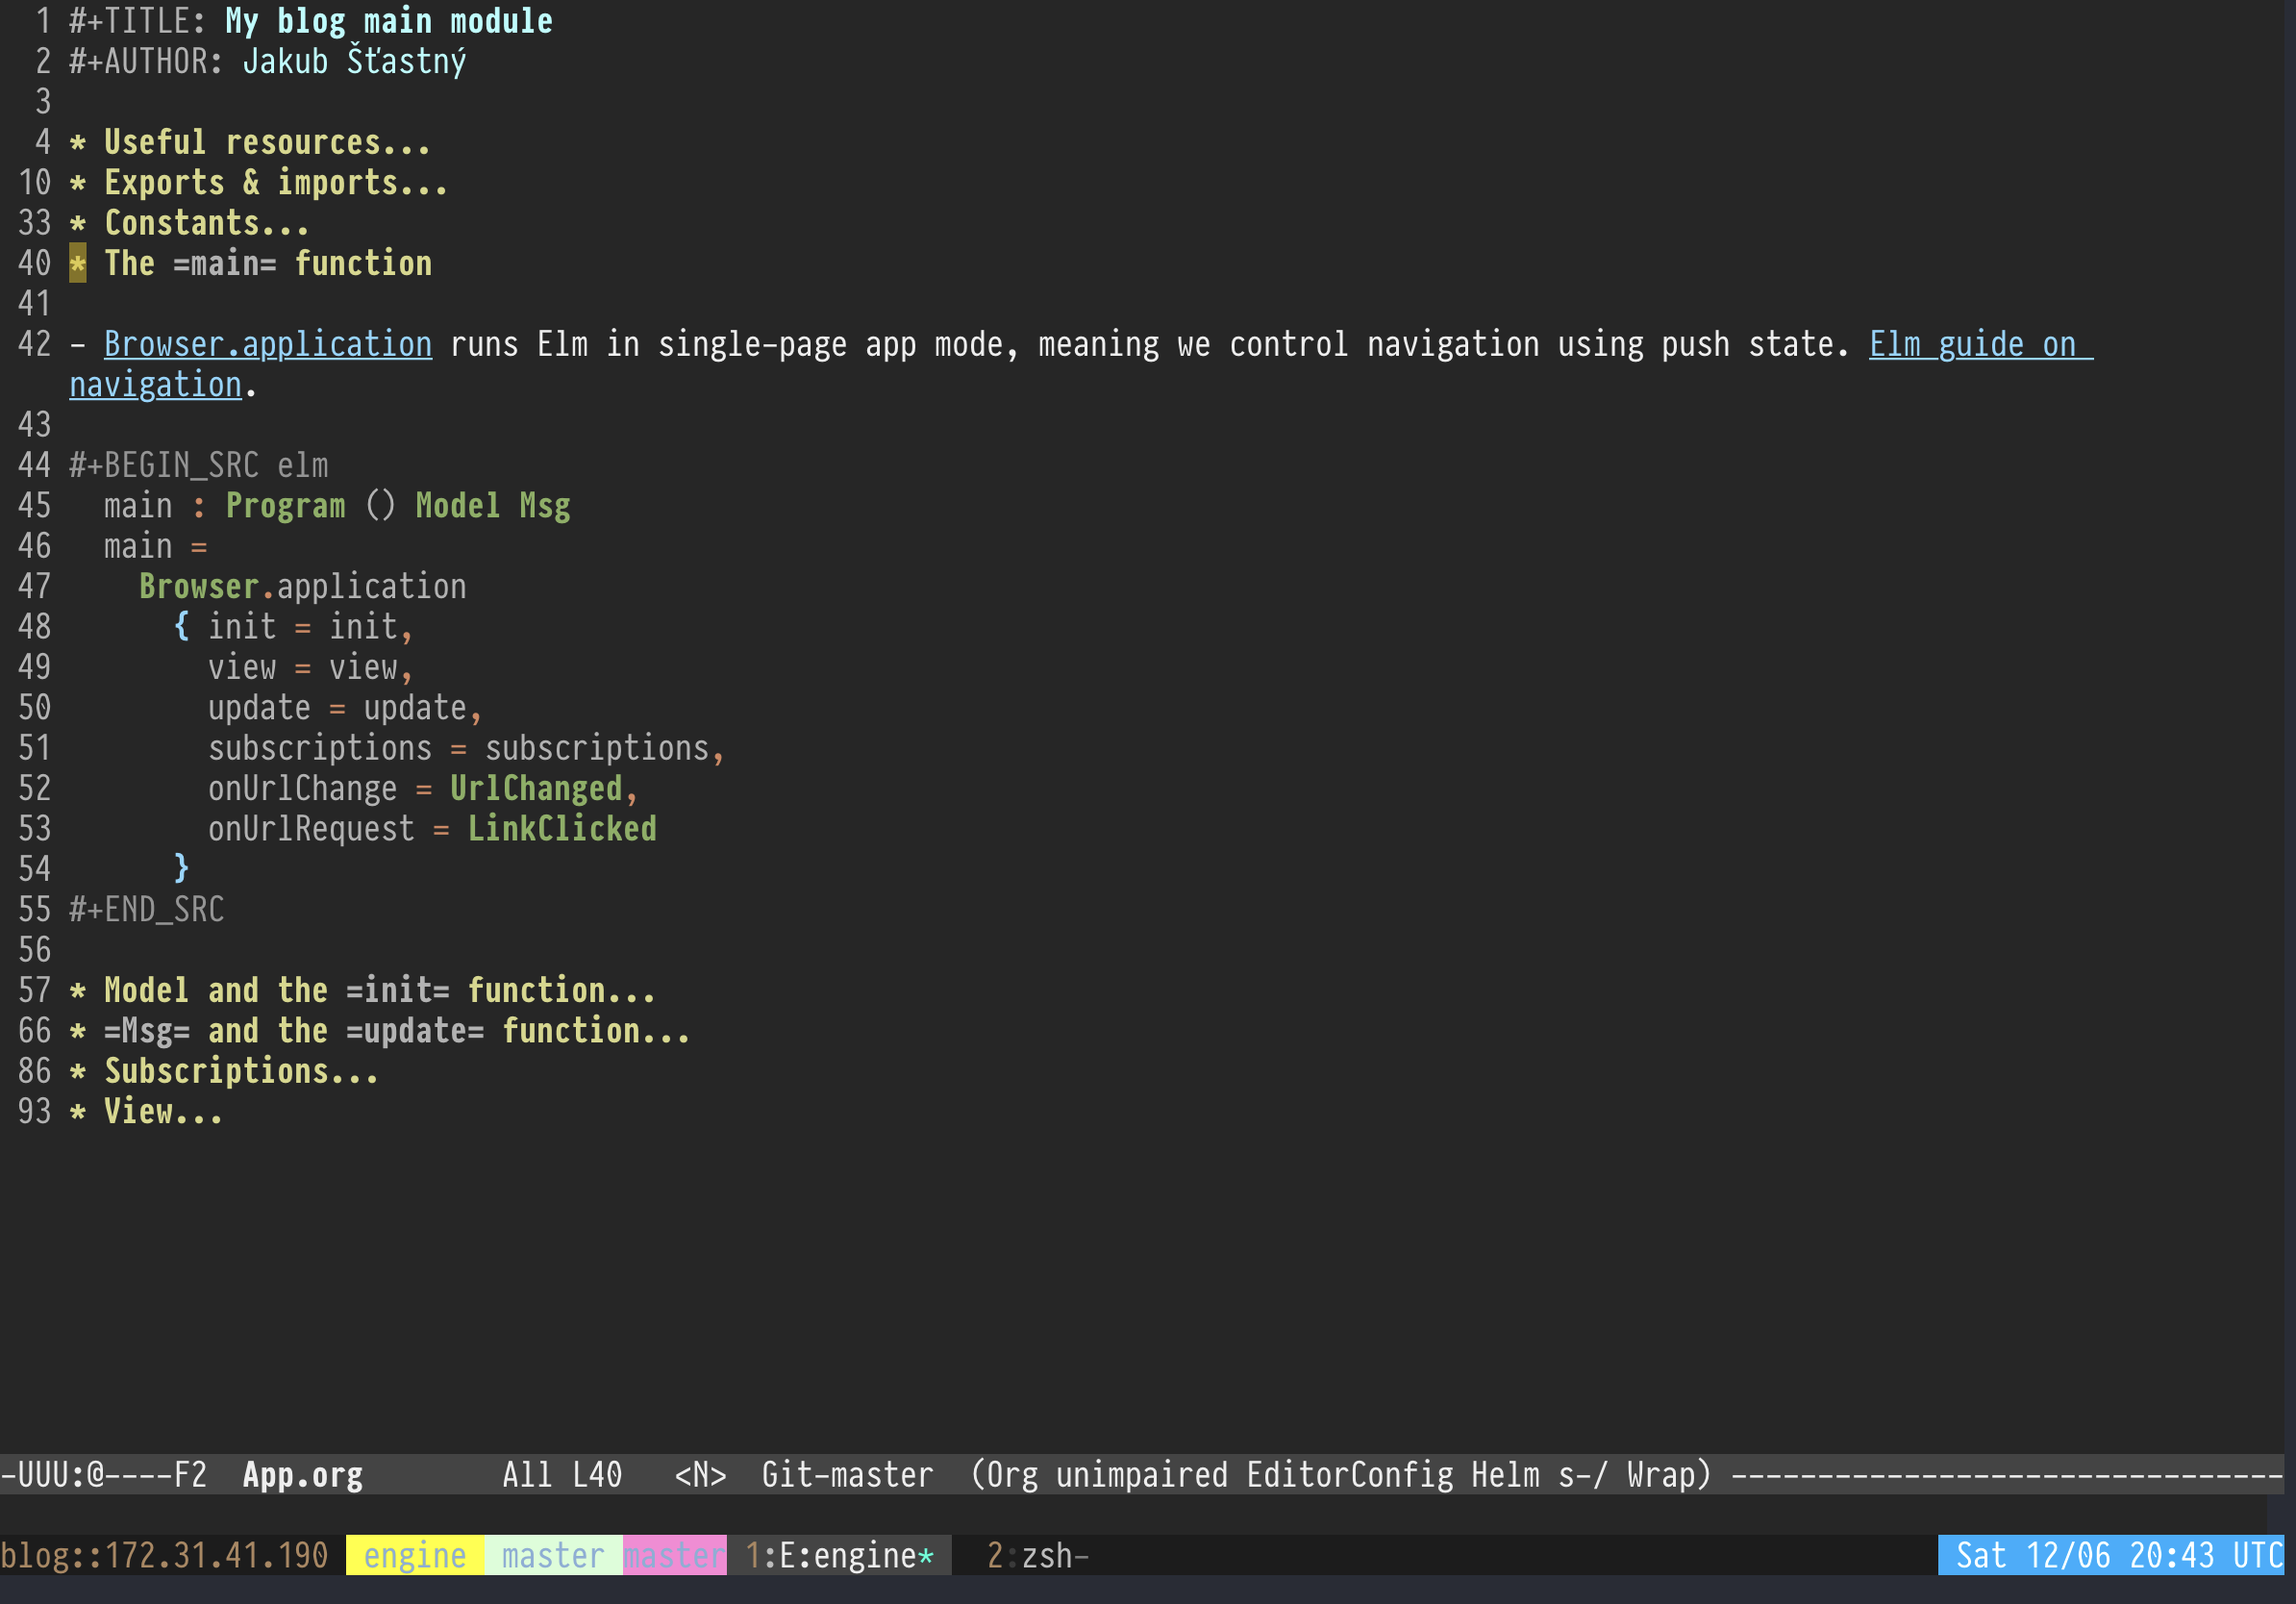 1 #+TITLE: My blog main module
2 #+AUTHOR: Jakub Šťastný
3
4 * Useful resources...
10 * Exports & imports...
33 * Constants...
40 * The =main= function
41
42 – Browser.application runs Elm in single-page app mode, meaning we control navigation using push state. Elm guide on
navigation.
43
44 #+BEGIN_SRC elm
45   main : Program () Model Msg
46   main =
47     Browser.application
48       { init = init,
49         view = view,
50         update = update,
51         subscriptions = subscriptions,
52         onUrlChange = UrlChanged,
53         onUrlRequest = LinkClicked
54       }
55 #+END_SRC
56
57 * Model and the =init= function...
66 * =Msg= and the =update= function...
86 * Subscriptions...
93 * View...
-UUU:@----F2  App.org        All L40   <N>  Git-master  (Org unimpaired EditorConfig Helm s-/ Wrap) --------------------------------
blog::172.31.41.190  engine  master master 1:E:engine*  2:zsh-  Sat 12/06 20:43 UTC